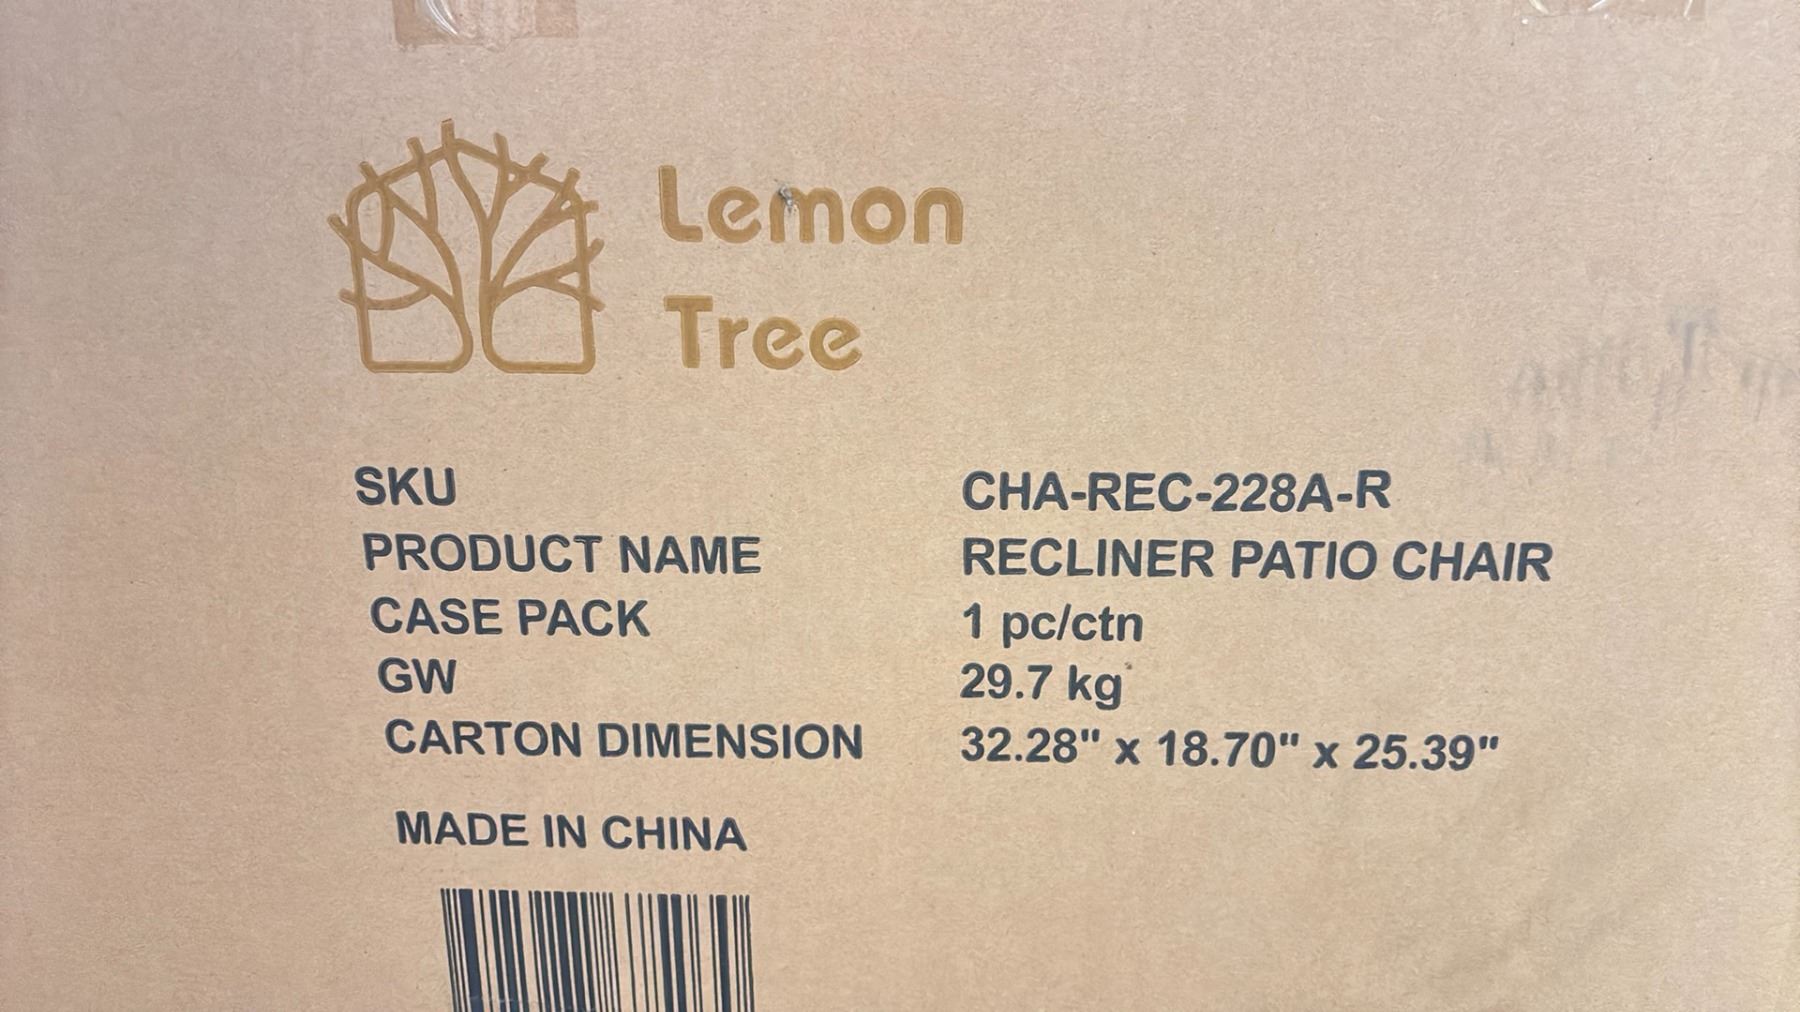 Lemon
Tree
SKU CHA-REC-228A-R
PRODUCT NAME RECLINER PATIO CHAIR
CASE PACK 1 pc/ctn
GW 29.7 kg
CARTON DIMENSION 32.28" x 18.70" x 25.39"
MADE IN CHINA